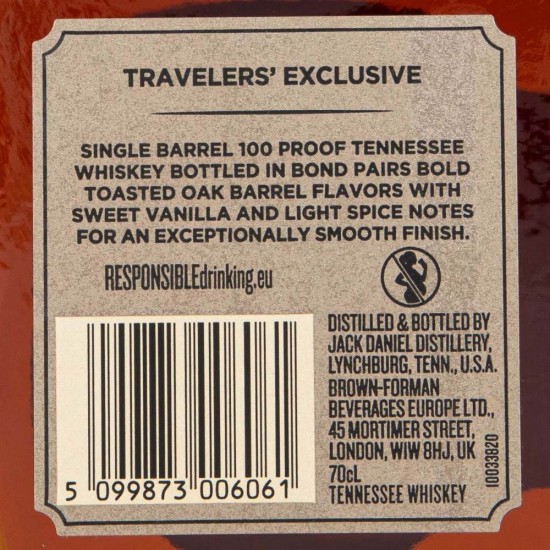 TRAVELERS' EXCLUSIVE
SINGLE BARREL 100 PROOF TENNESSEE
WHISKEY BOTTLED IN BOND PAIRS BOLD
TOASTED OAK BARREL FLAVORS WITH
SWEET VANILLA AND LIGHT SPICE NOTES
FOR AN EXCEPTIONALLY SMOOTH FINISH.
RESPONSIBLEdrinking.eu
DISTILLED & BOTTLED BY
JACK DANIEL DISTILLERY,
LYNCHBURG, TENN., U.S.A.
BROWN-FORMAN
BEVERAGES EUROPE LTD.,
45 MORTIMER STREET,
LONDON, W1W 8HJ, UK
70cL
TENNESSEE WHISKEY
10033820
5 099873 006061